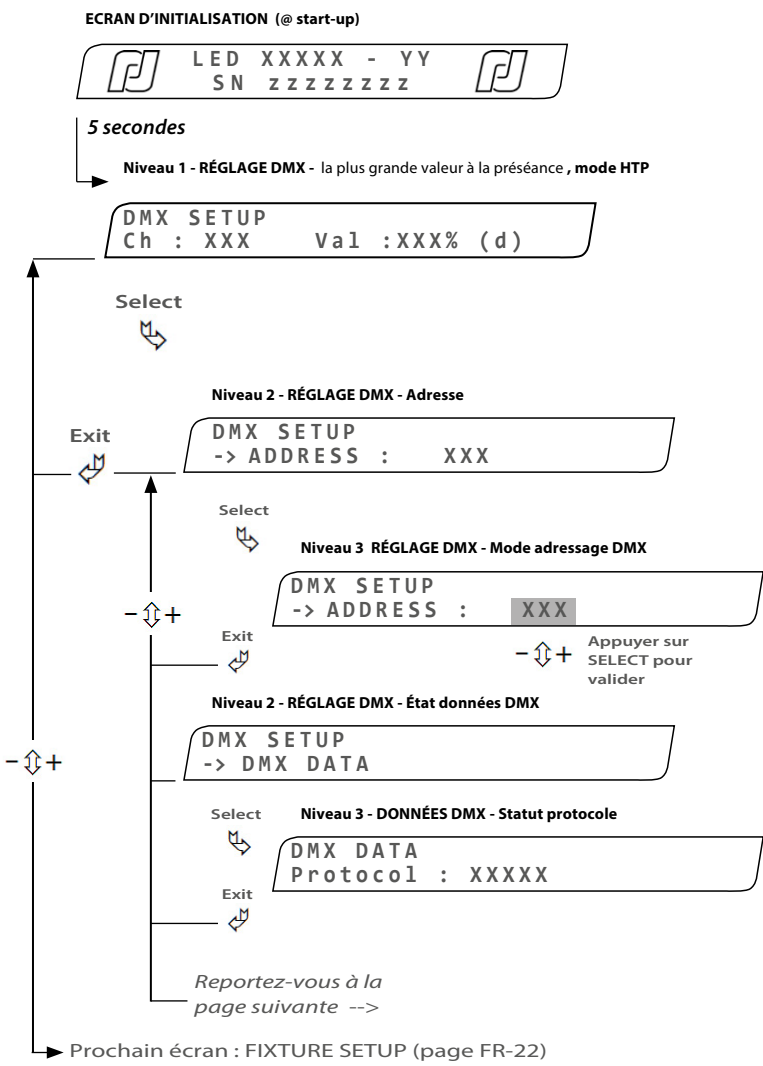 ECRAN D'INITIALISATION (@ start-up)
LED XXXXX - YY
SN zzzzzzzz
5 secondes
Niveau 1 - RÉGLAGE DMX - la plus grande valeur à la préséance , mode HTP
DMX SETUP
Ch : XXX Val :XXX% (d)
Select
Niveau 2 - RÉGLAGE DMX - Adresse
Exit
DMX SETUP
-> ADDRESS : XXX
Select
Niveau 3 RÉGLAGE DMX - Mode adressage DMX
DMX SETUP
-> ADDRESS : XXX
- +
Exit
- +
Appuyer sur
SELECT pour
valider
Niveau 2 - RÉGLAGE DMX - État données DMX
DMX SETUP
-> DMX DATA
- +
Select
Niveau 3 - DONNÉES DMX - Statut protocole
DMX DATA
Protocol : XXXXX
Exit
Reportez-vous à la
page suivante -->
Prochain écran : FIXTURE SETUP (page FR-22)